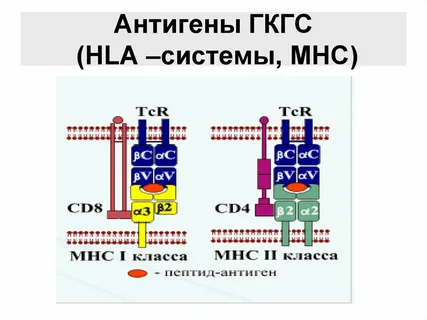 Антигены ГКГС
(HLA –системы, МНС)
TcR
TcR
βC αC
βC αC
βV αV
βV αV
CD8
α3 β2
CD4
β2 α2
МНС I класса
МНС II класса
- пептид-антиген